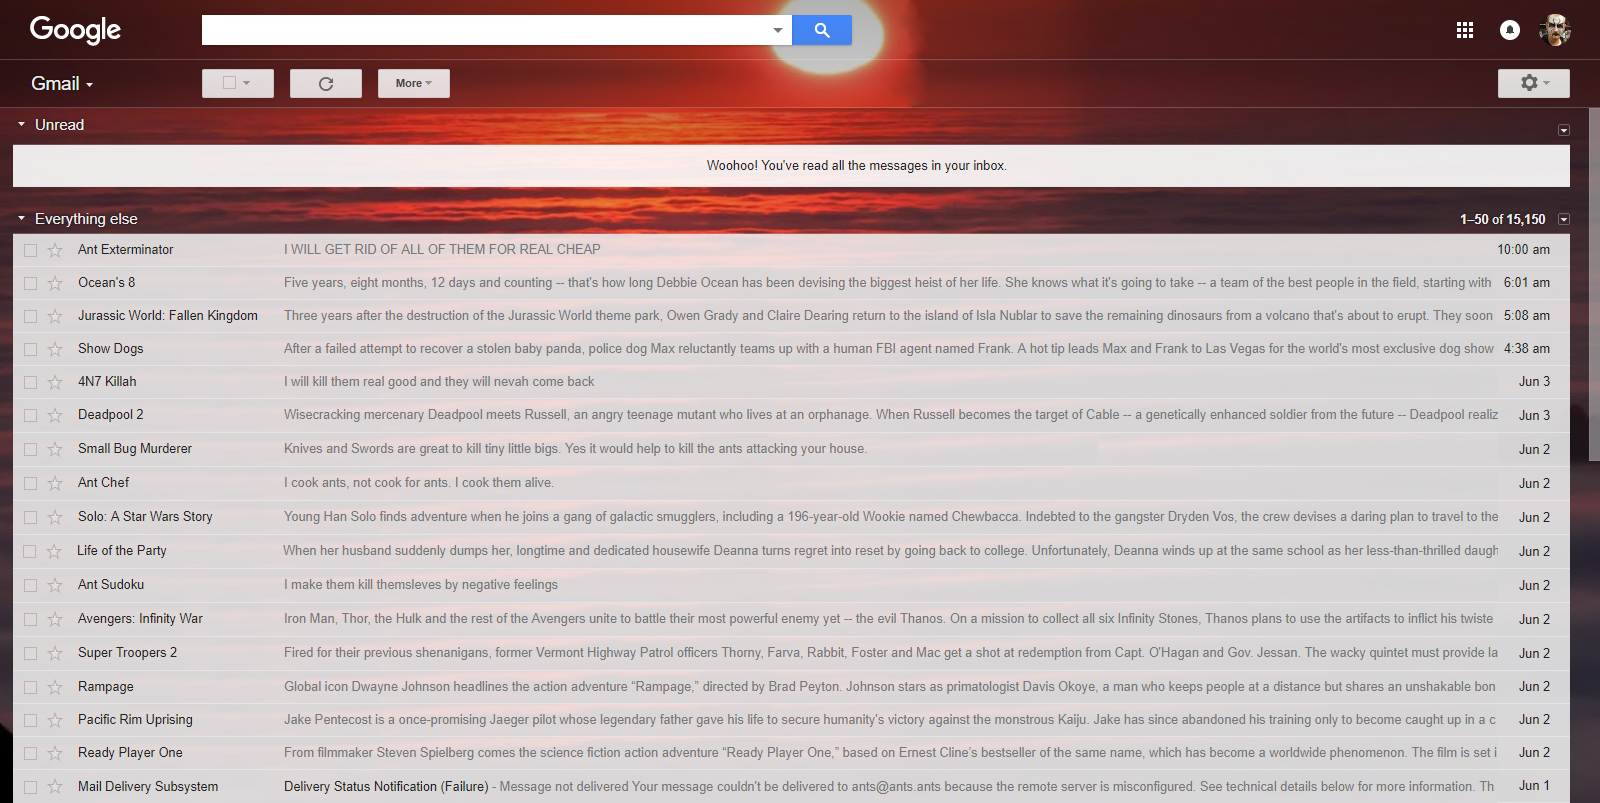 Google
Gmail
More
Unread
Woohoo! You've read all the messages in your inbox.
Everything else 1–50 of 15,150
Ant Exterminator I WILL GET RID OF ALL OF THEM FOR REAL CHEAP 10:00 am
Ocean's 8 Five years, eight months, 12 days and counting -- that's how long Debbie Ocean has been devising the biggest heist of her life. She knows what it's going to take -- a team of the best people in the field, starting with 6:01 am
Jurassic World: Fallen Kingdom Three years after the destruction of the Jurassic World theme park, Owen Grady and Claire Dearing return to the island of Isla Nublar to save the remaining dinosaurs from a volcano that's about to erupt. They soon 5:08 am
Show Dogs After a failed attempt to recover a stolen baby panda, police dog Max reluctantly teams up with a human FBI agent named Frank. A hot tip leads Max and Frank to Las Vegas for the world's most exclusive dog show 4:38 am
4N7 Killah I will kill them real good and they will nevah come back Jun 3
Deadpool 2 Wisecracking mercenary Deadpool meets Russell, an angry teenage mutant who lives at an orphanage. When Russell becomes the target of Cable -- a genetically enhanced soldier from the future -- Deadpool realiz Jun 3
Small Bug Murderer Knives and Swords are great to kill tiny little bigs. Yes it would help to kill the ants attacking your house. Jun 2
Ant Chef I cook ants, not cook for ants. I cook them alive. Jun 2
Solo: A Star Wars Story Young Han Solo finds adventure when he joins a gang of galactic smugglers, including a 196-year-old Wookie named Chewbacca. Indebted to the gangster Dryden Vos, the crew devises a daring plan to travel to the Jun 2
Life of the Party When her husband suddenly dumps her, longtime and dedicated housewife Deanna turns regret into reset by going back to college. Unfortunately, Deanna winds up at the same school as her less-than-thrilled daugh Jun 2
Ant Sudoku I make them kill themsleves by negative feelings Jun 2
Avengers: Infinity War Iron Man, Thor, the Hulk and the rest of the Avengers unite to battle their most powerful enemy yet -- the evil Thanos. On a mission to collect all six Infinity Stones, Thanos plans to use the artifacts to inflict his twiste Jun 2
Super Troopers 2 Fired for their previous shenanigans, former Vermont Highway Patrol officers Thorny, Farva, Rabbit, Foster and Mac get a shot at redemption from Capt. O'Hagan and Gov. Jessan. The wacky quintet must provide la Jun 2
Rampage Global icon Dwayne Johnson headlines the action adventure “Rampage,” directed by Brad Peyton. Johnson stars as primatologist Davis Okoye, a man who keeps people at a distance but shares an unshakable bon Jun 2
Pacific Rim Uprising Jake Pentecost is a once-promising Jaeger pilot whose legendary father gave his life to secure humanity's victory against the monstrous Kaiju. Jake has since abandoned his training only to become caught up in a c Jun 2
Ready Player One From filmmaker Steven Spielberg comes the science fiction action adventure “Ready Player One,” based on Ernest Cline's bestseller of the same name, which has become a worldwide phenomenon. The film is set i Jun 2
Mail Delivery Subsystem Delivery Status Notification (Failure) - Message not delivered Your message couldn't be delivered to ants@ants.ants because the remote server is misconfigured. See technical details below for more information. Th Jun 1